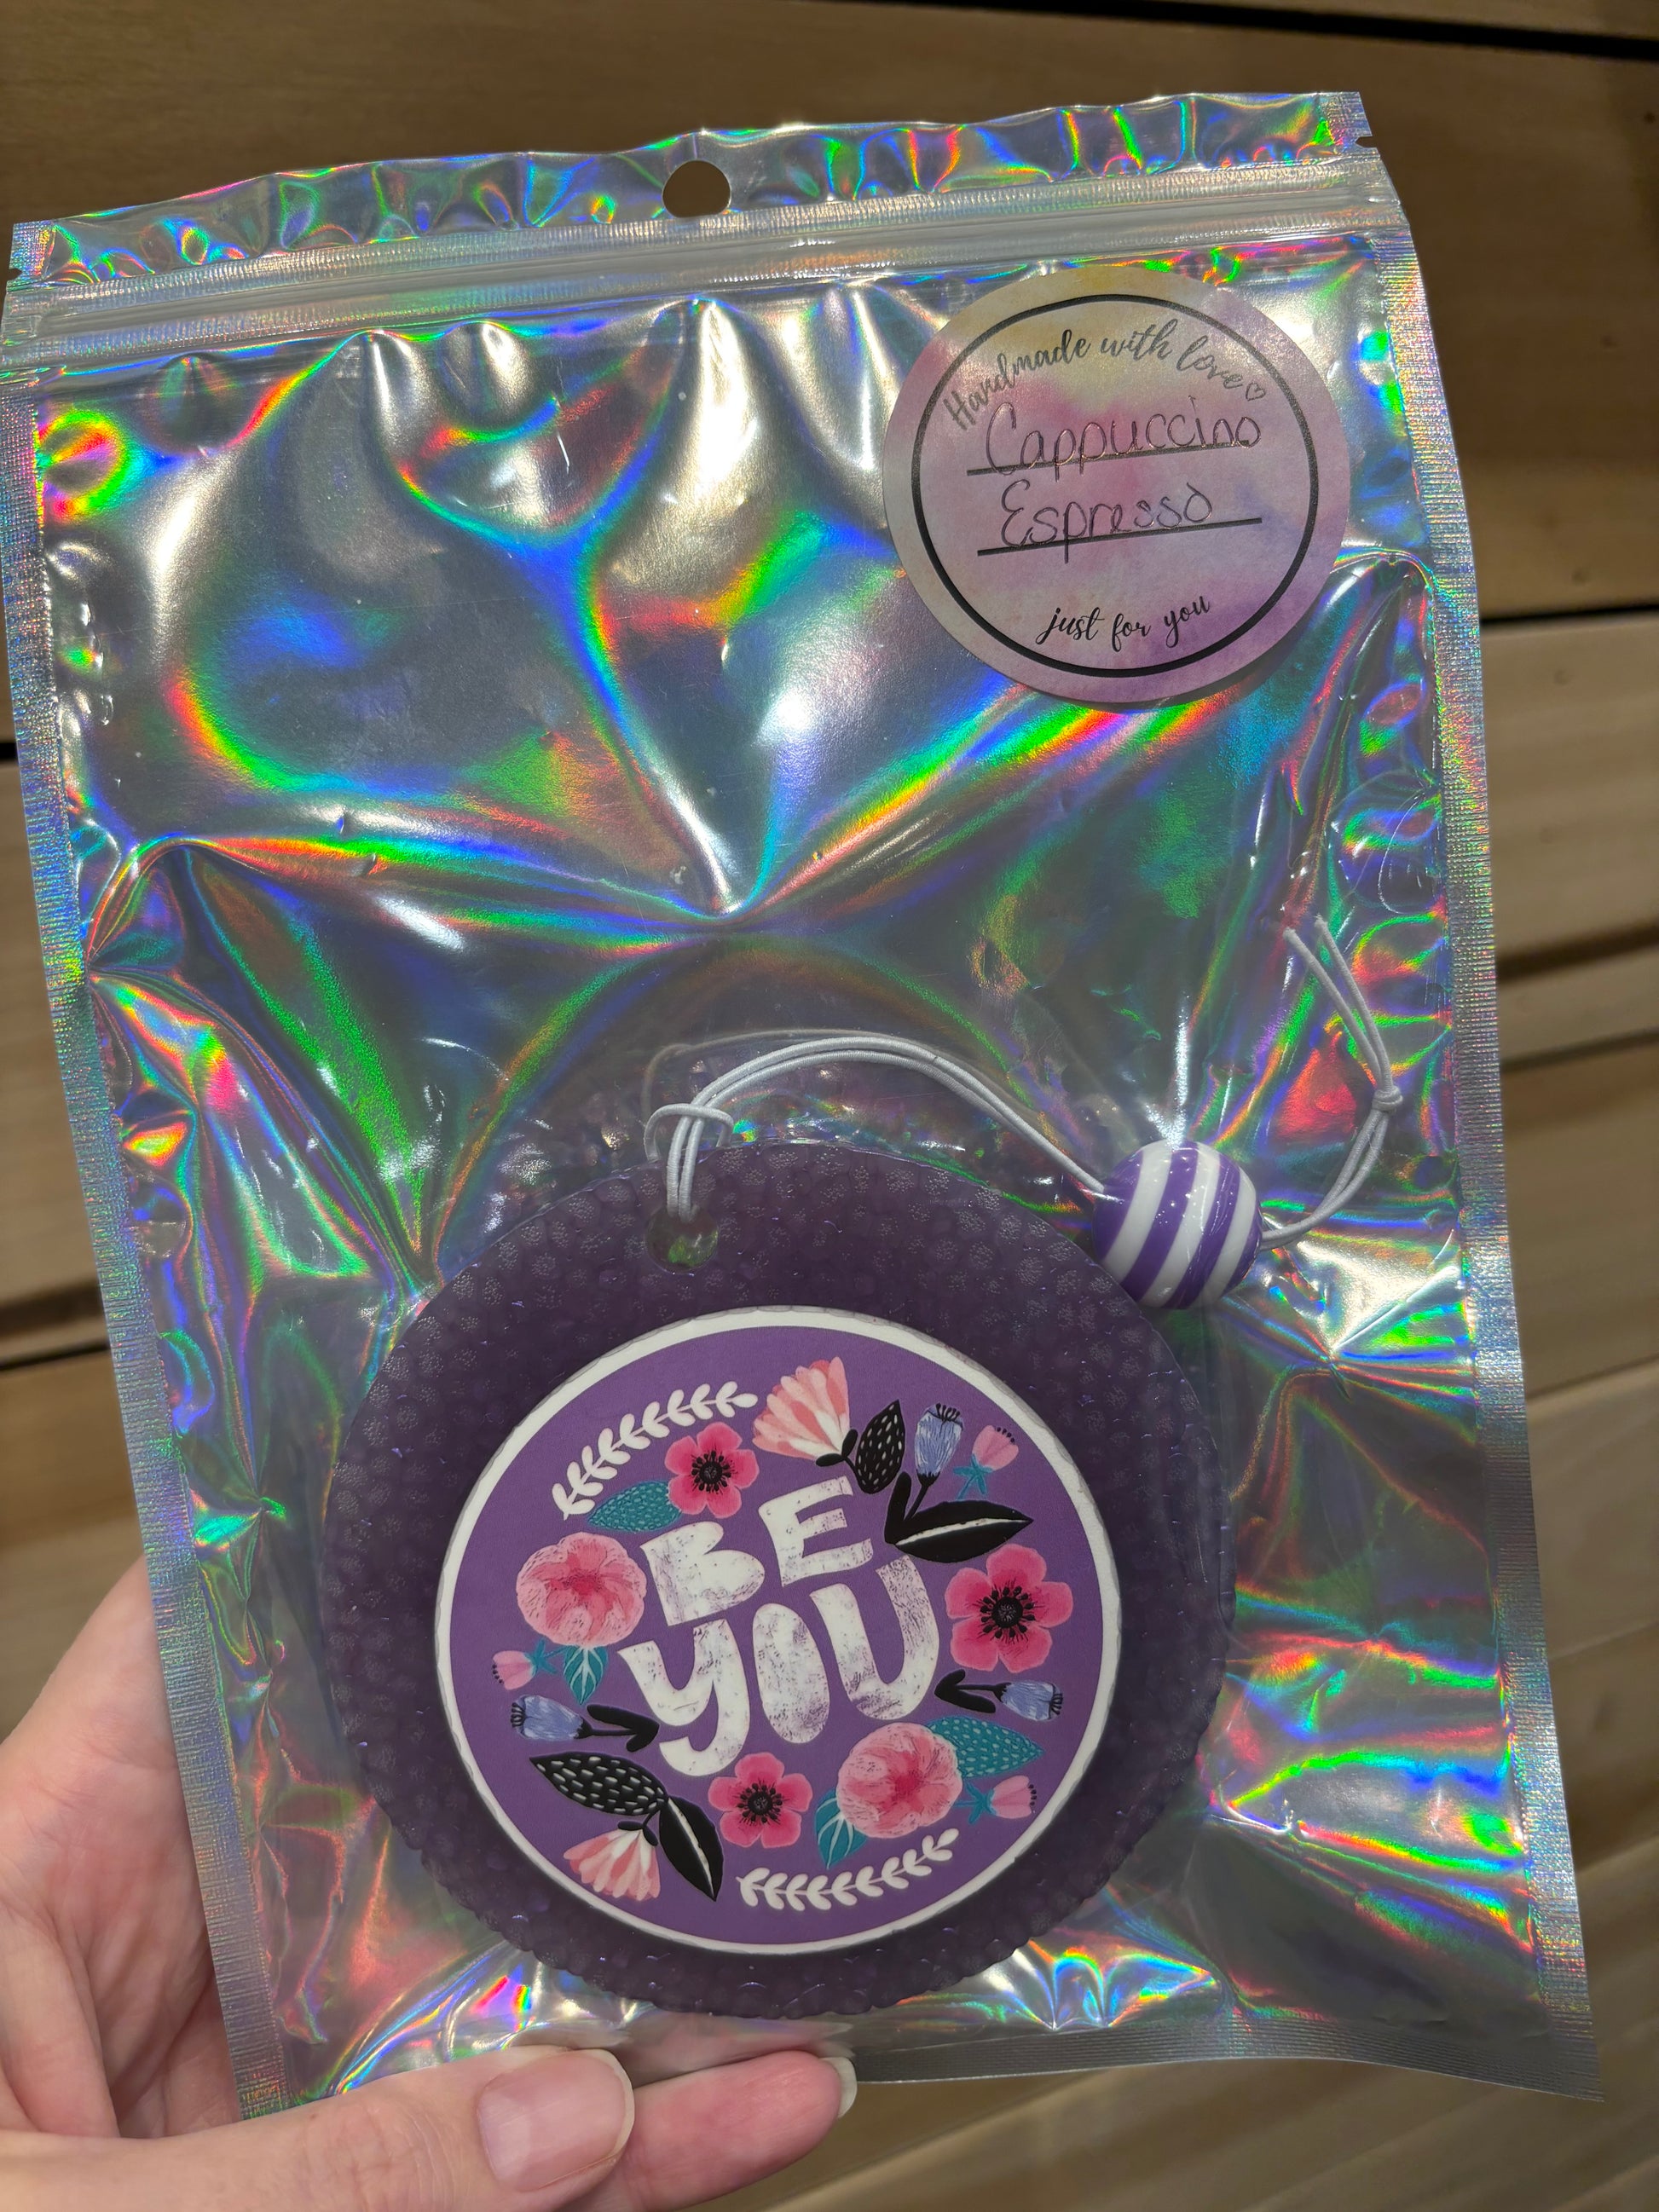 Handmade with love♡
Cappuccino
Espresso
just for you
BE
YOU